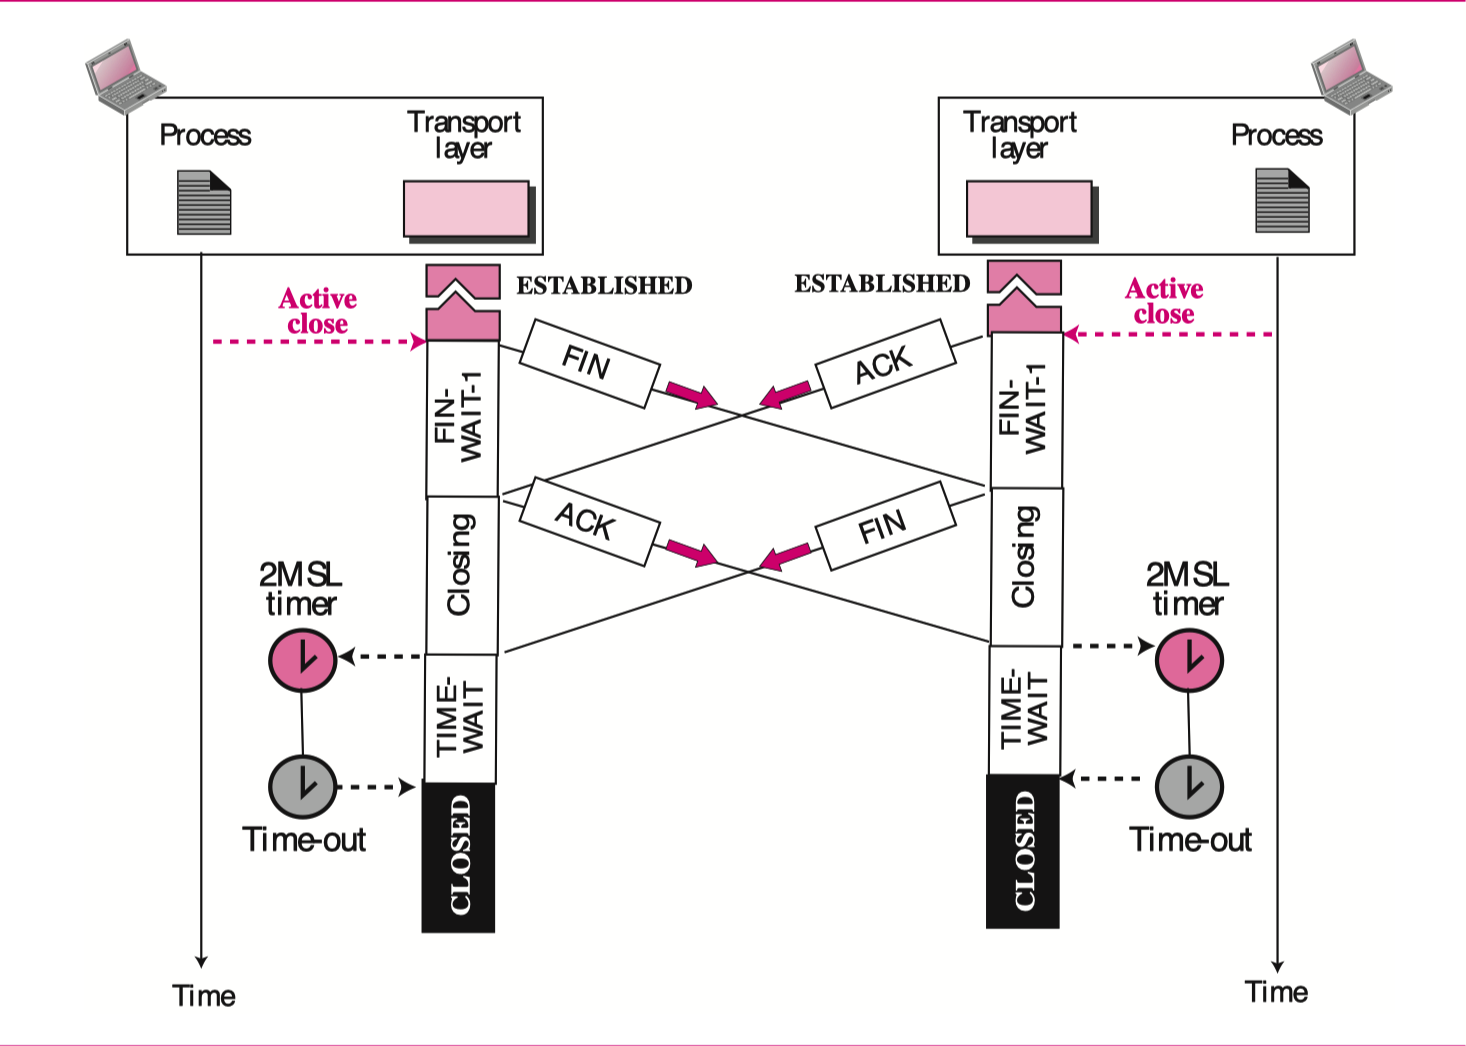 Process
Transport
layer
Transport
layer
Process
ESTABLISHED
ESTABLISHED
Active
close
Active
close
FIN
ACK
FIN-
WAIT-1
FIN-
WAIT-1
ACK
FIN
Closing
Closing
2MSL
timer
2MSL
timer
TIME-
WAIT
TIME-
WAIT
Time-out
Time-out
CLOSED
CLOSED
Time
Time